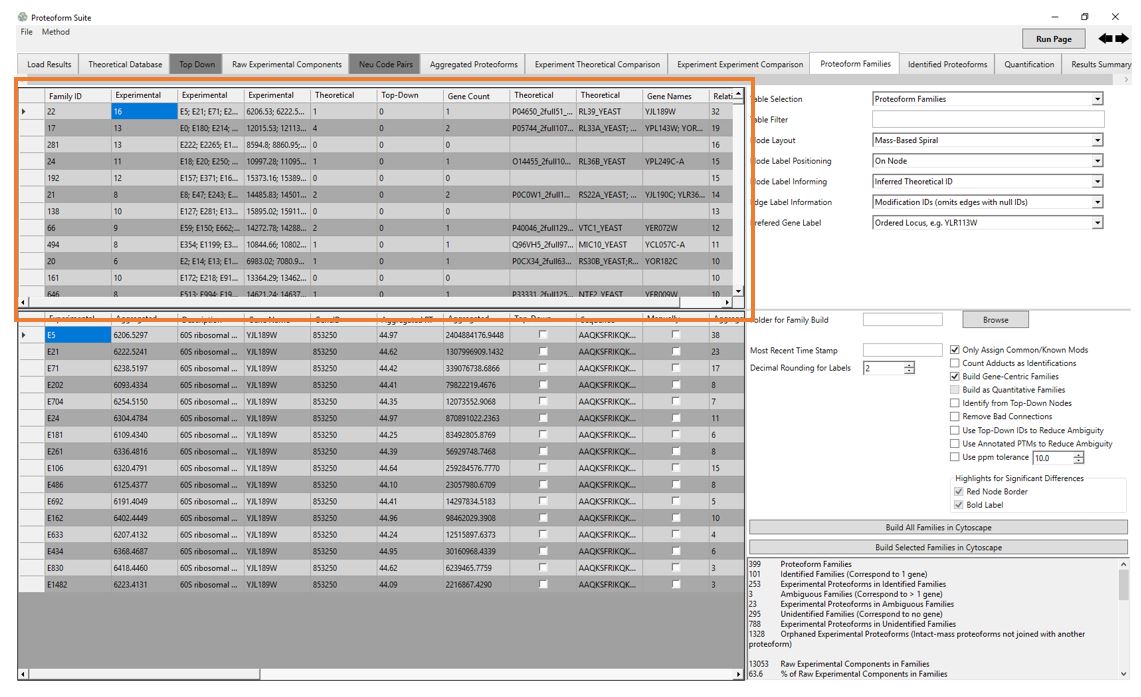 Proteoform Suite
File Method
Run Page
Load Results Theoretical Database Top Down Raw Experimental Components Neu Code Pairs Aggregated Proteoforms Experiment Theoretical Comparison Experiment Experiment Comparison Proteoform Families Identified Proteoforms Quantification Results Summary
Family ID Experimental Experimental Experimental Theoretical Top-Down Gene Count Theoretical Theoretical Gene Names Relati
22 16 E5; E21; E71; E2... 6206.53; 6222.5... 1 0 1 P04650_2full51_... RL39_YEAST YJL189W 32
17 13 E0; E180; E214; ... 12015.53; 12113... 4 0 2 P05744_2full107... RL33A_YEAST; ... YPL143W; YOR... 19
281 13 E222; E2265; E1... 8594.8; 8860.95;... 0 0 0 16
24 11 E18; E20; E250; ... 10997.28; 11095... 1 0 1 O14455_2full10... RL36B_YEAST YPL249C-A 15
192 12 E157; E371; E16... 15373.16; 15389... 0 0 0 15
21 8 E8; E47; E243; E... 14485.83; 14501... 2 0 2 P0C0W1_2full... RS22A_YEAST; ... YJL190C; YLR36... 14
138 10 E127; E281; E13... 15895.02; 15911... 0 0 0 13
66 9 E59; E150; E662;... 14272.78; 14288... 2 0 1 P40046_2full129... VTC1_YEAST YER072W 12
494 8 E354; E1199; E3... 10844.66; 10802... 1 0 1 Q96VH5_2full97... MIC10_YEAST YCL057C-A 11
20 6 E2; E14; E13; E1... 6983.02; 7080.9... 1 0 1 P0CX34_2full63... RS30B_YEAST;R... YOR182C 10
161 10 E172; E218; E91... 13364.29; 13462... 0 0 0 10
646 8 E513; E994; E19... 14621.24; 14637... 1 0 1 P33331_2full125... NTF2_YEAST YER009W 10
Table Selection Proteoform Families
Table Filter
Node Layout Mass-Based Spiral
Node Label Positioning On Node
Node Label Informing Inferred Theoretical ID
Edge Label Information Modification IDs (omits edges with null IDs)
Preferred Gene Label Ordered Locus, e.g. YLR113W
Experimental Aggregated Description Gene Name GeneID Aggregated RT Aggregated Top-Down Sequence Manually Aggreg
E5 6206.5297 60S ribosomal ... YJL189W 853250 44.97 2404884176.9448 AAQKSFRIKQK... 38
E21 6222.5241 60S ribosomal ... YJL189W 853250 44.62 1307996909.1432 AAQKSFRIKQK... 23
E71 6238.5197 60S ribosomal ... YJL189W 853250 44.42 339076738.6866 AAQKSFRIKQK... 17
E202 6093.4334 60S ribosomal ... YJL189W 853250 44.41 79822219.4676 AAQKSFRIKQK... 8
E704 6254.5150 60S ribosomal ... YJL189W 853250 44.35 12073552.9068 AAQKSFRIKQK... 7
E24 6304.4784 60S ribosomal ... YJL189W 853250 44.97 870891022.2363 AAQKSFRIKQK... 11
E181 6109.4340 60S ribosomal ... YJL189W 853250 44.25 83492805.8769 AAQKSFRIKQK... 6
E261 6336.4816 60S ribosomal ... YJL189W 853250 44.39 56929748.7468 AAQKSFRIKQK... 8
E106 6320.4791 60S ribosomal ... YJL189W 853250 44.64 259284576.7770 AAQKSFRIKQK... 15
E486 6125.4377 60S ribosomal ... YJL189W 853250 44.10 23057980.6709 AAQKSFRIKQK... 8
E692 6191.4049 60S ribosomal ... YJL189W 853250 44.41 14297834.5183 AAQKSFRIKQK... 5
E162 6402.4449 60S ribosomal ... YJL189W 853250 44.96 98462029.3908 AAQKSFRIKQK... 10
E633 6207.4132 60S ribosomal ... YJL189W 853250 44.24 12515897.6373 AAQKSFRIKQK... 4
E434 6368.4687 60S ribosomal ... YJL189W 853250 44.95 30160968.4339 AAQKSFRIKQK... 6
E830 6418.4460 60S ribosomal ... YJL189W 853250 44.62 6239465.7759 AAQKSFRIKQK... 3
E1482 6223.4131 60S ribosomal ... YJL189W 853250 44.09 2216867.4290 AAQKSFRIKQK... 3
Folder for Family Build Browse
Most Recent Time Stamp
Decimal Rounding for Labels 2
Only Assign Common/Known Mods
Count Adducts as Identifications
Build Gene-Centric Families
Build as Quantitative Families
Identify from Top-Down Nodes
Remove Bad Connections
Use Top-Down IDs to Reduce Ambiguity
Use Annotated PTMs to Reduce Ambiguity
Use ppm tolerance 10.0
Highlights for Significant Differences
Red Node Border
Bold Label
Build All Families in Cytoscape
Build Selected Families in Cytoscape
399 Proteoform Families
101 Identified Families (Correspond to 1 gene)
253 Experimental Proteoforms in Identified Families
3 Ambiguous Families (Correspond to > 1 gene)
23 Experimental Proteoforms in Ambiguous Families
295 Unidentified Families (Correspond to no gene)
788 Experimental Proteoforms in Unidentified Families
1328 Orphaned Experimental Proteoforms (Intact-mass proteoforms not joined with another
proteoform)
13053 Raw Experimental Components in Families
63.6 % of Raw Experimental Components in Families